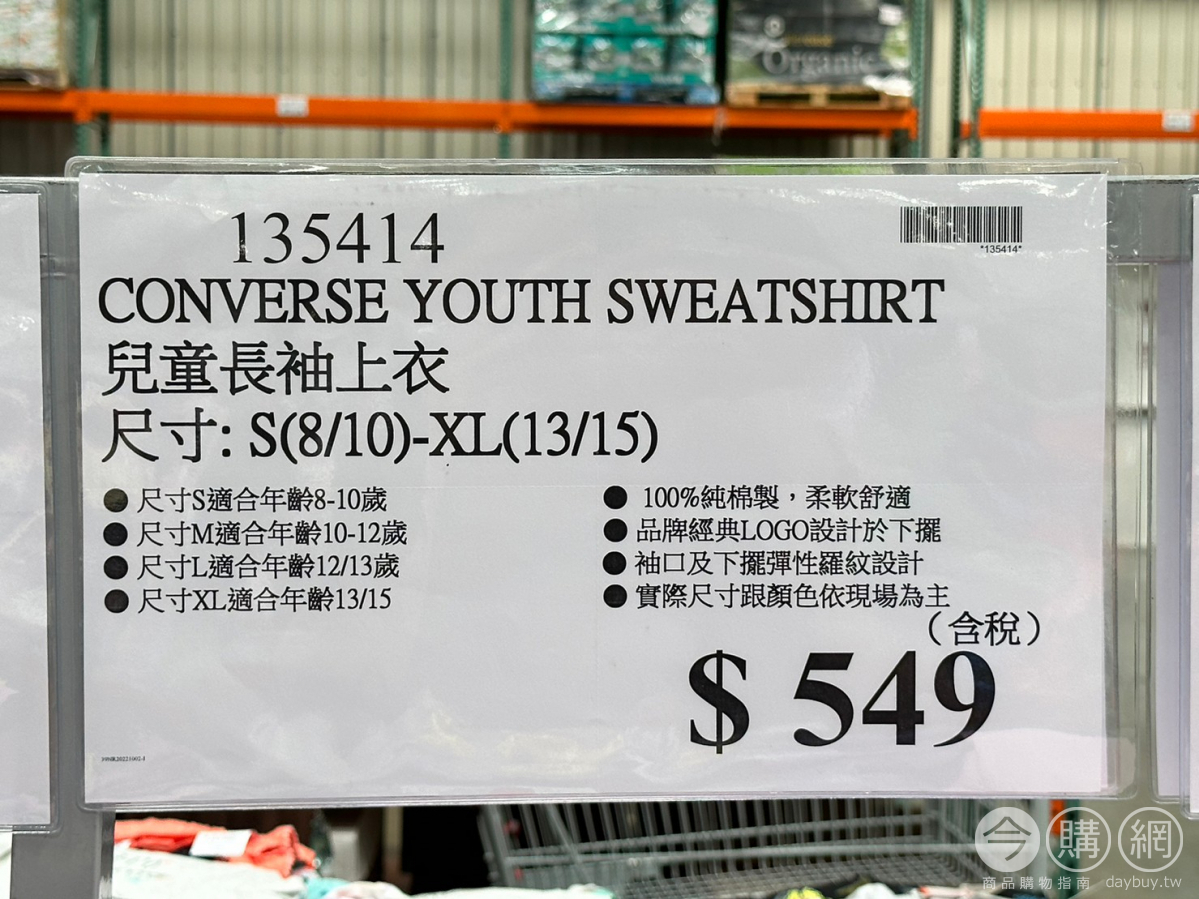 Organic
135414
*135414*
CONVERSE YOUTH SWEATSHIRT
兒童長袖上衣
尺寸: S(8/10)-XL(13/15)
● 尺寸S適合年齡8-10歲
● 尺寸M適合年齡10-12歲
● 尺寸L適合年齡12/13歲
● 尺寸XL適合年齡13/15
● 100%純棉製，柔軟舒適
● 品牌經典LOGO設計於下擺
● 袖口及下擺彈性羅紋設計
● 實際尺寸跟顏色依現場為主
（含稅）
$ 549
今購網
商品購物指南 daybuy.tw